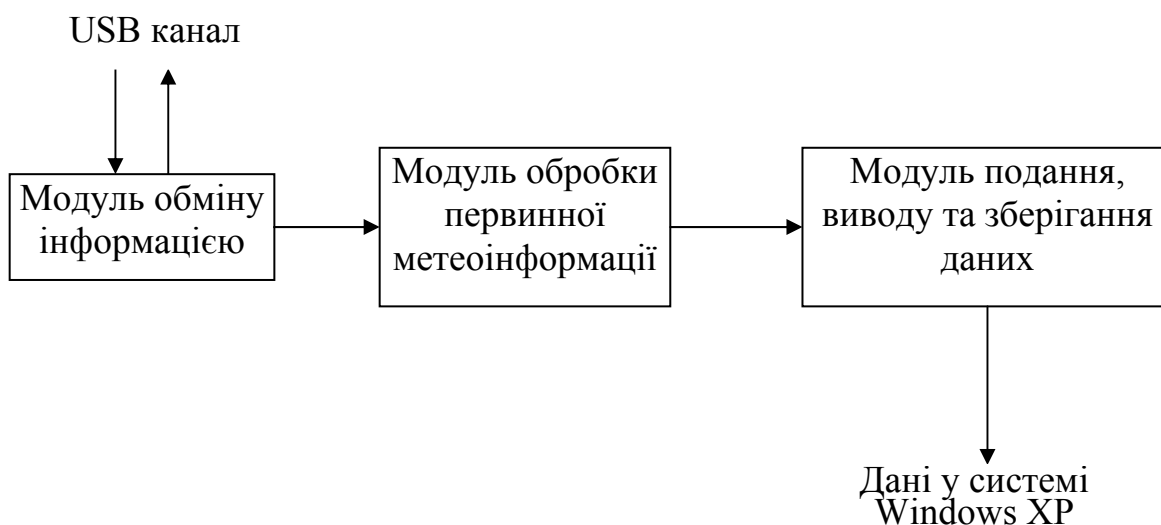 USB канал
Модуль обміну
інформацією
Модуль обробки
первинної
метеоінформації
Модуль подання,
виводу та зберігання
даних
Дані у системі
Windows XP